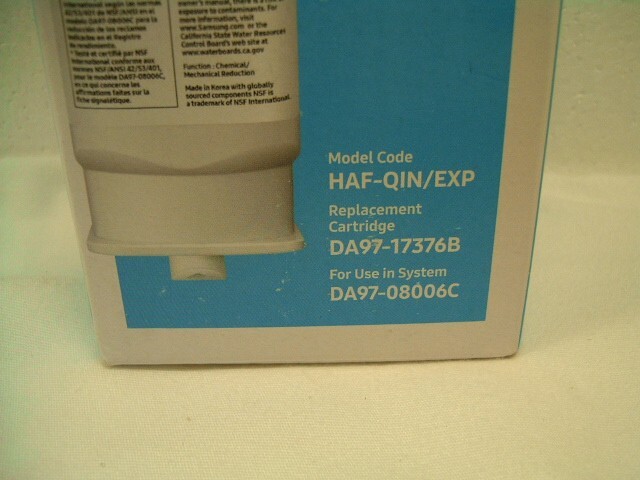 International según las normas
42/53/401 de NSF/ANSI en el
modelo DA97-08006C para la
reducción de los reclamos
indicados en el Registro
de rendimiento.
* Testé et certifié par NSF
International conforme aux
normes NSF/ANSI 42/53/401,
pour le modèle DA97-08006C,
en ce qui concerne les
affirmations faites sur la
fiche signalétique.
owner's manual, there is a
exposure to contaminants. For
more information, visit
www.Samsung.com or the
California State Water Resources
Control Board's web site at
www.waterboards.ca.gov
Function : Chemical/
Mechanical Reduction
Made in Korea with globally
sourced components NSF is
a trademark of NSF International.
Model Code
HAF-QIN/EXP
Replacement
Cartridge
DA97-17376B
For Use in System
DA97-08006C